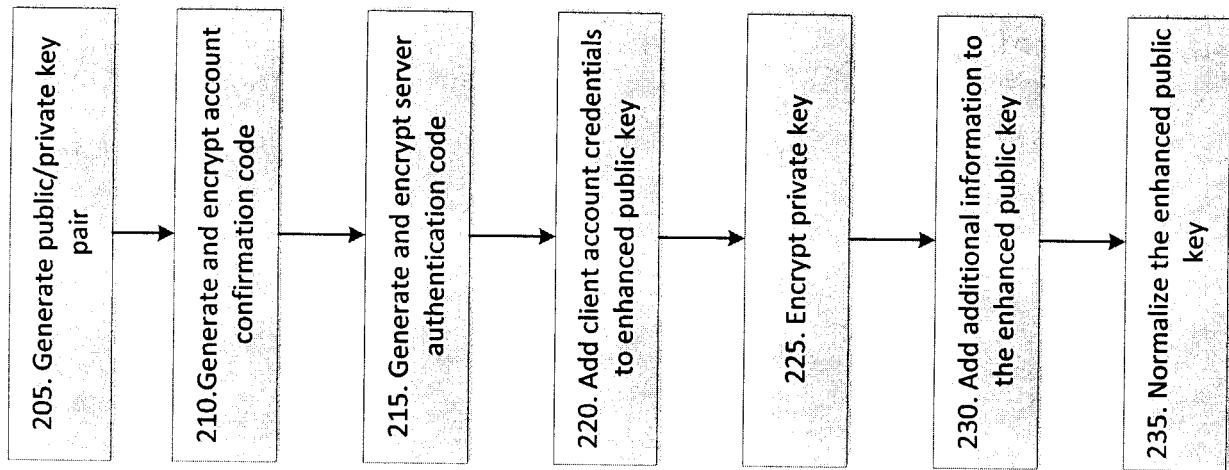 205. Generate public/private key
pair
210.Generate and encrypt account
confirmation code
215. Generate and encrypt server
authentication code
220. Add client account credentials
to enhanced public key
225. Encrypt private key
230. Add additional information to
the enhanced public key
235. Normalize the enhanced public
key